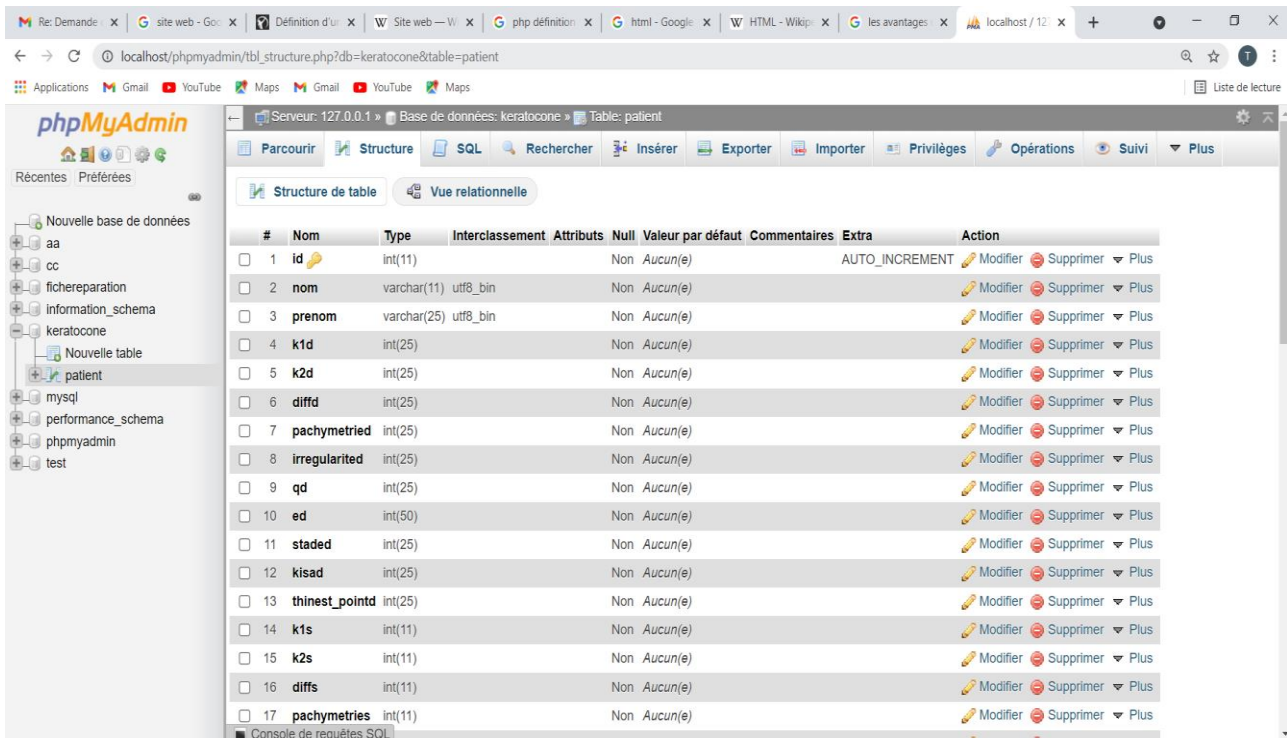 Re: Demande
site web - Goo
Définition d'un
Site web — W
php définition
html - Google
HTML - Wikip
les avantages
localhost / 12
localhost/phpmyadmin/tbl_structure.php?db=keratocone&table=patient
T
Applications Gmail YouTube Maps Gmail YouTube Maps Liste de lecture
phpMyAdmin
Récentes Préférées
Nouvelle base de données
aa
cc
fichereparation
information_schema
keratocone
Nouvelle table
patient
mysql
performance_schema
phpmyadmin
test
Serveur: 127.0.0.1 » Base de données: keratocone » Table: patient
Parcourir Structure SQL Rechercher Insérer Exporter Importer Privilèges Opérations Suivi Plus
Structure de table Vue relationnelle
# Nom Type Interclassement Attributs Null Valeur par défaut Commentaires Extra Action
1 id int(11) Non Aucun(e) AUTO_INCREMENT Modifier Supprimer Plus
2 nom varchar(11) utf8_bin Non Aucun(e) Modifier Supprimer Plus
3 prenom varchar(25) utf8_bin Non Aucun(e) Modifier Supprimer Plus
4 k1d int(25) Non Aucun(e) Modifier Supprimer Plus
5 k2d int(25) Non Aucun(e) Modifier Supprimer Plus
6 diffd int(25) Non Aucun(e) Modifier Supprimer Plus
7 pachymetried int(25) Non Aucun(e) Modifier Supprimer Plus
8 irregularited int(25) Non Aucun(e) Modifier Supprimer Plus
9 qd int(25) Non Aucun(e) Modifier Supprimer Plus
10 ed int(50) Non Aucun(e) Modifier Supprimer Plus
11 staded int(25) Non Aucun(e) Modifier Supprimer Plus
12 kisad int(25) Non Aucun(e) Modifier Supprimer Plus
13 thinest_pointd int(25) Non Aucun(e) Modifier Supprimer Plus
14 k1s int(11) Non Aucun(e) Modifier Supprimer Plus
15 k2s int(11) Non Aucun(e) Modifier Supprimer Plus
16 diffs int(11) Non Aucun(e) Modifier Supprimer Plus
17 pachymetries int(11) Non Aucun(e) Modifier Supprimer Plus
Console de requêtes SQL